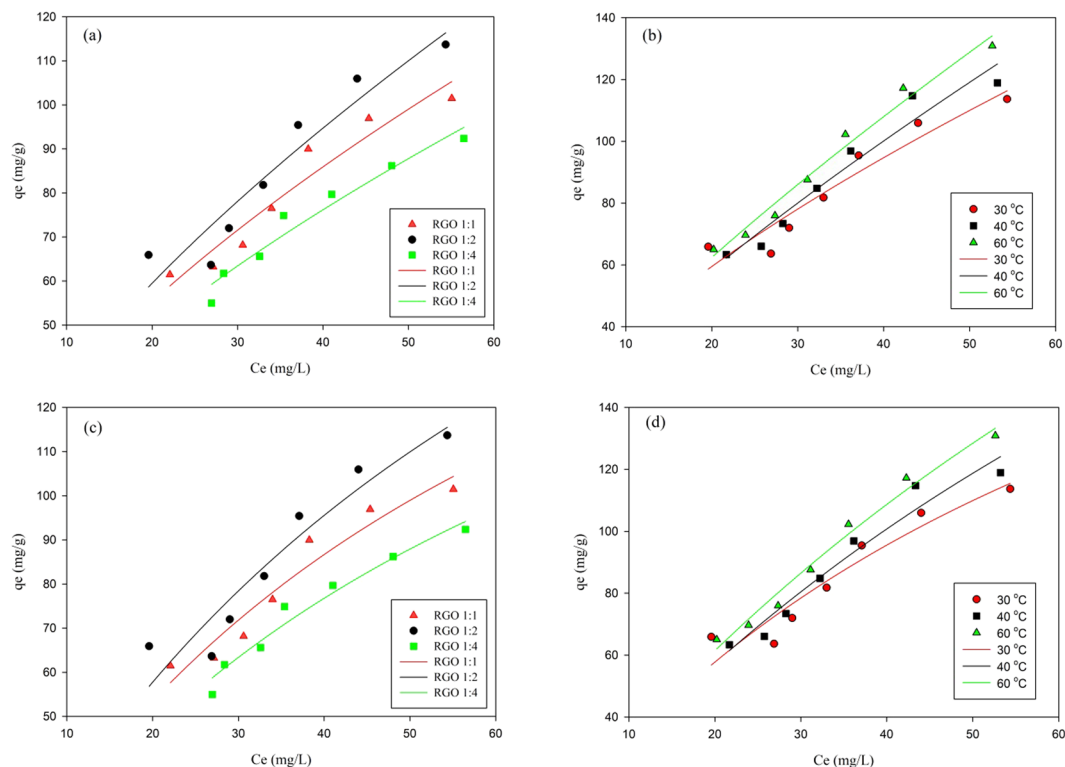 (a)
120
110
100
90
80
70
60
50
qe (mg/g)
RGO 1:1
RGO 1:2
RGO 1:4
RGO 1:1
RGO 1:2
RGO 1:4
10 20 30 40 50 60
Ce (mg/L)
(b)
140
120
100
80
60
40
qe (mg/g)
30 °C
40 °C
60 °C
30 °C
40 °C
60 °C
10 20 30 40 50 60
Ce (mg/L)
(c)
120
110
100
90
80
70
60
50
qe (mg/g)
RGO 1:1
RGO 1:2
RGO 1:4
RGO 1:1
RGO 1:2
RGO 1:4
10 20 30 40 50 60
Ce (mg/L)
(d)
140
120
100
80
60
40
qe (mg/g)
30 °C
40 °C
60 °C
30 °C
40 °C
60 °C
10 20 30 40 50 60
Ce (mg/L)